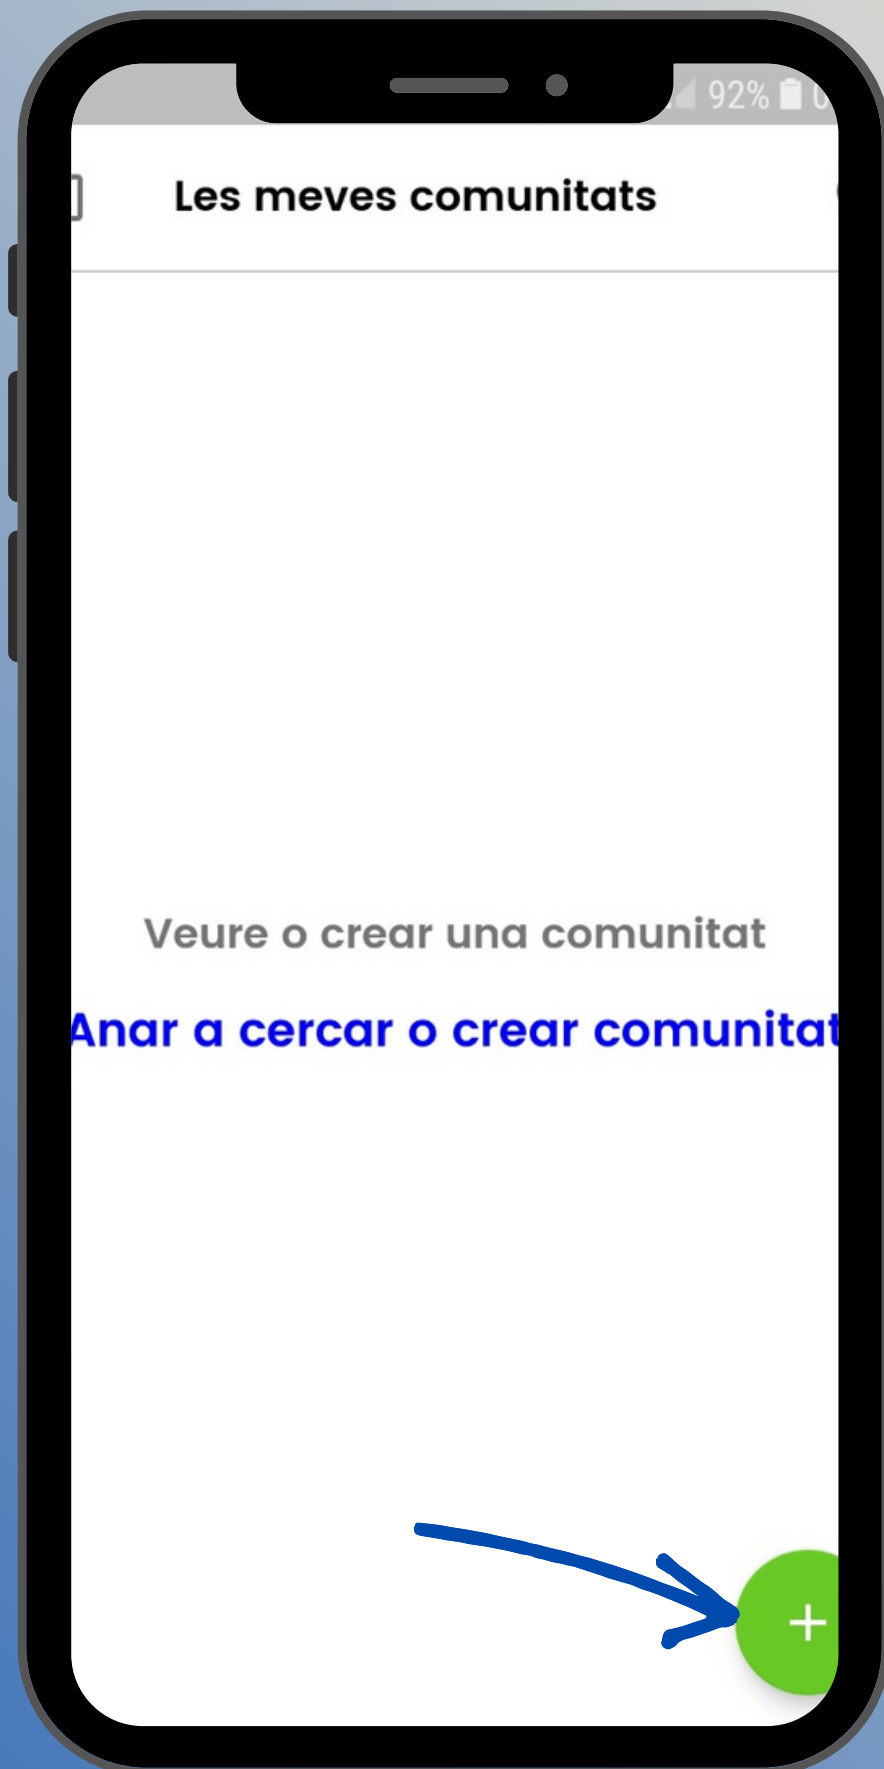 92%
Les meves comunitats
Veure o crear una comunitat
Anar a cercar o crear comunitat
+